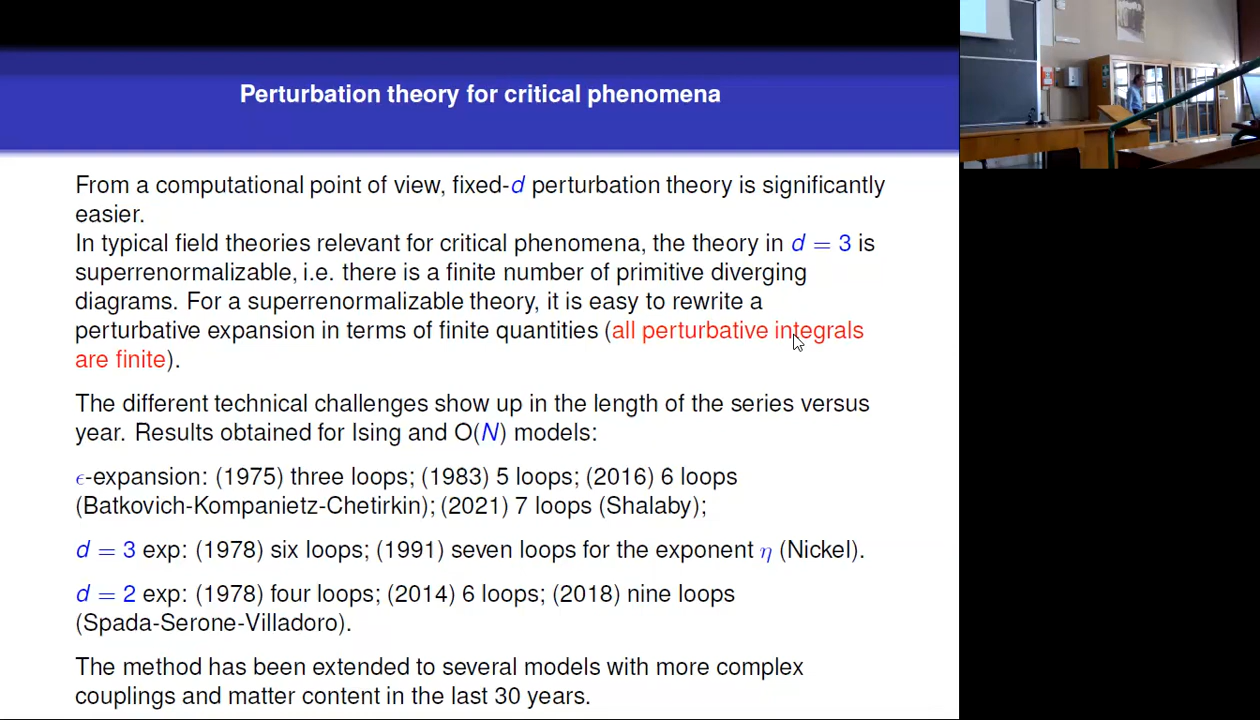 Perturbation theory for critical phenomena
From a computational point of view, fixed-d perturbation theory is significantly
easier.
In typical field theories relevant for critical phenomena, the theory in d = 3 is
superrenormalizable, i.e. there is a finite number of primitive diverging
diagrams. For a superrenormalizable theory, it is easy to rewrite a
perturbative expansion in terms of finite quantities (all perturbative integrals
are finite).
The different technical challenges show up in the length of the series versus
year. Results obtained for Ising and O(N) models:
ϵ-expansion: (1975) three loops; (1983) 5 loops; (2016) 6 loops
(Batkovich-Kompanietz-Chetirkin); (2021) 7 loops (Shalaby);
d = 3 exp: (1978) six loops; (1991) seven loops for the exponent η (Nickel).
d = 2 exp: (1978) four loops; (2014) 6 loops; (2018) nine loops
(Spada-Serone-Villadoro).
The method has been extended to several models with more complex
couplings and matter content in the last 30 years.